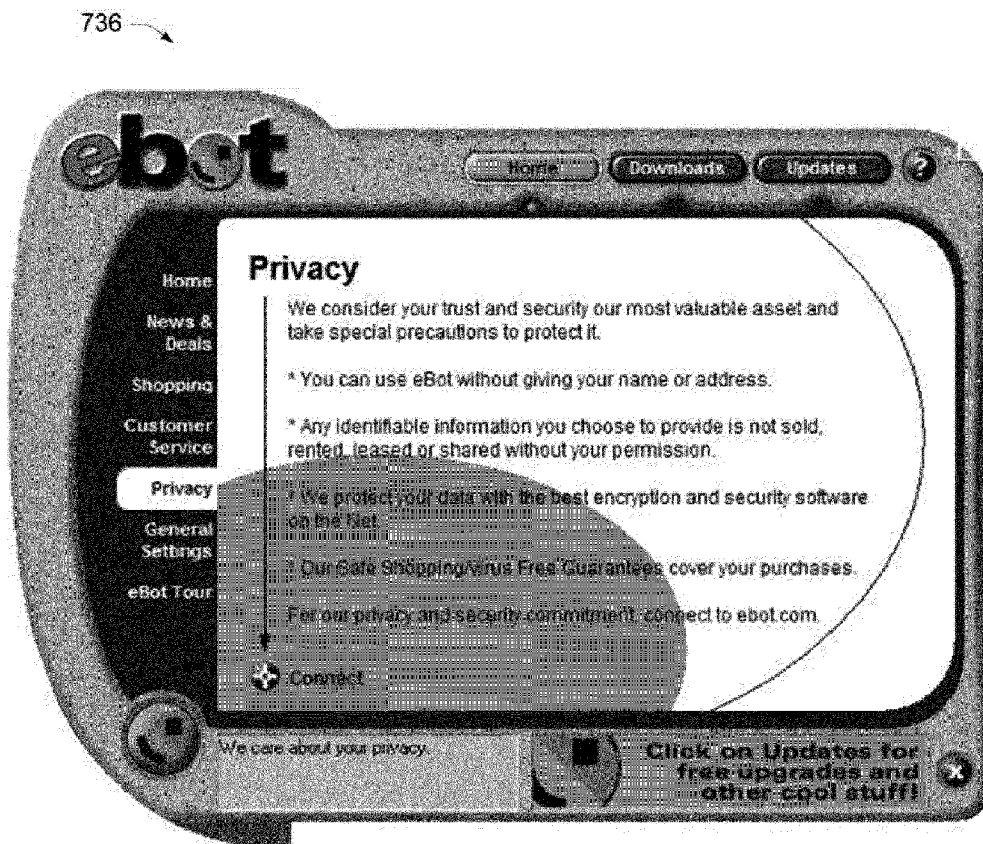 736
ebot
Home
Downloads
Updates
?
Home
News &
Deals
Shopping
Customer
Service
Privacy
General
Settings
eBot Tour
Privacy
We consider your trust and security our most valuable asset and
take special precautions to protect it.
* You can use eBot without giving your name or address.
* Any identifiable information you choose to provide is not sold,
rented, leased or shared without your permission.
* We protect your data with the best encryption and security software
on the Net.
* Our Safe Shopping/Virus Free Guarantees cover your purchases.
For our privacy and security commitment, connect to ebot.com.
Connect
We care about your privacy.
Click on Updates for
free upgrades and
other cool stuff!
X